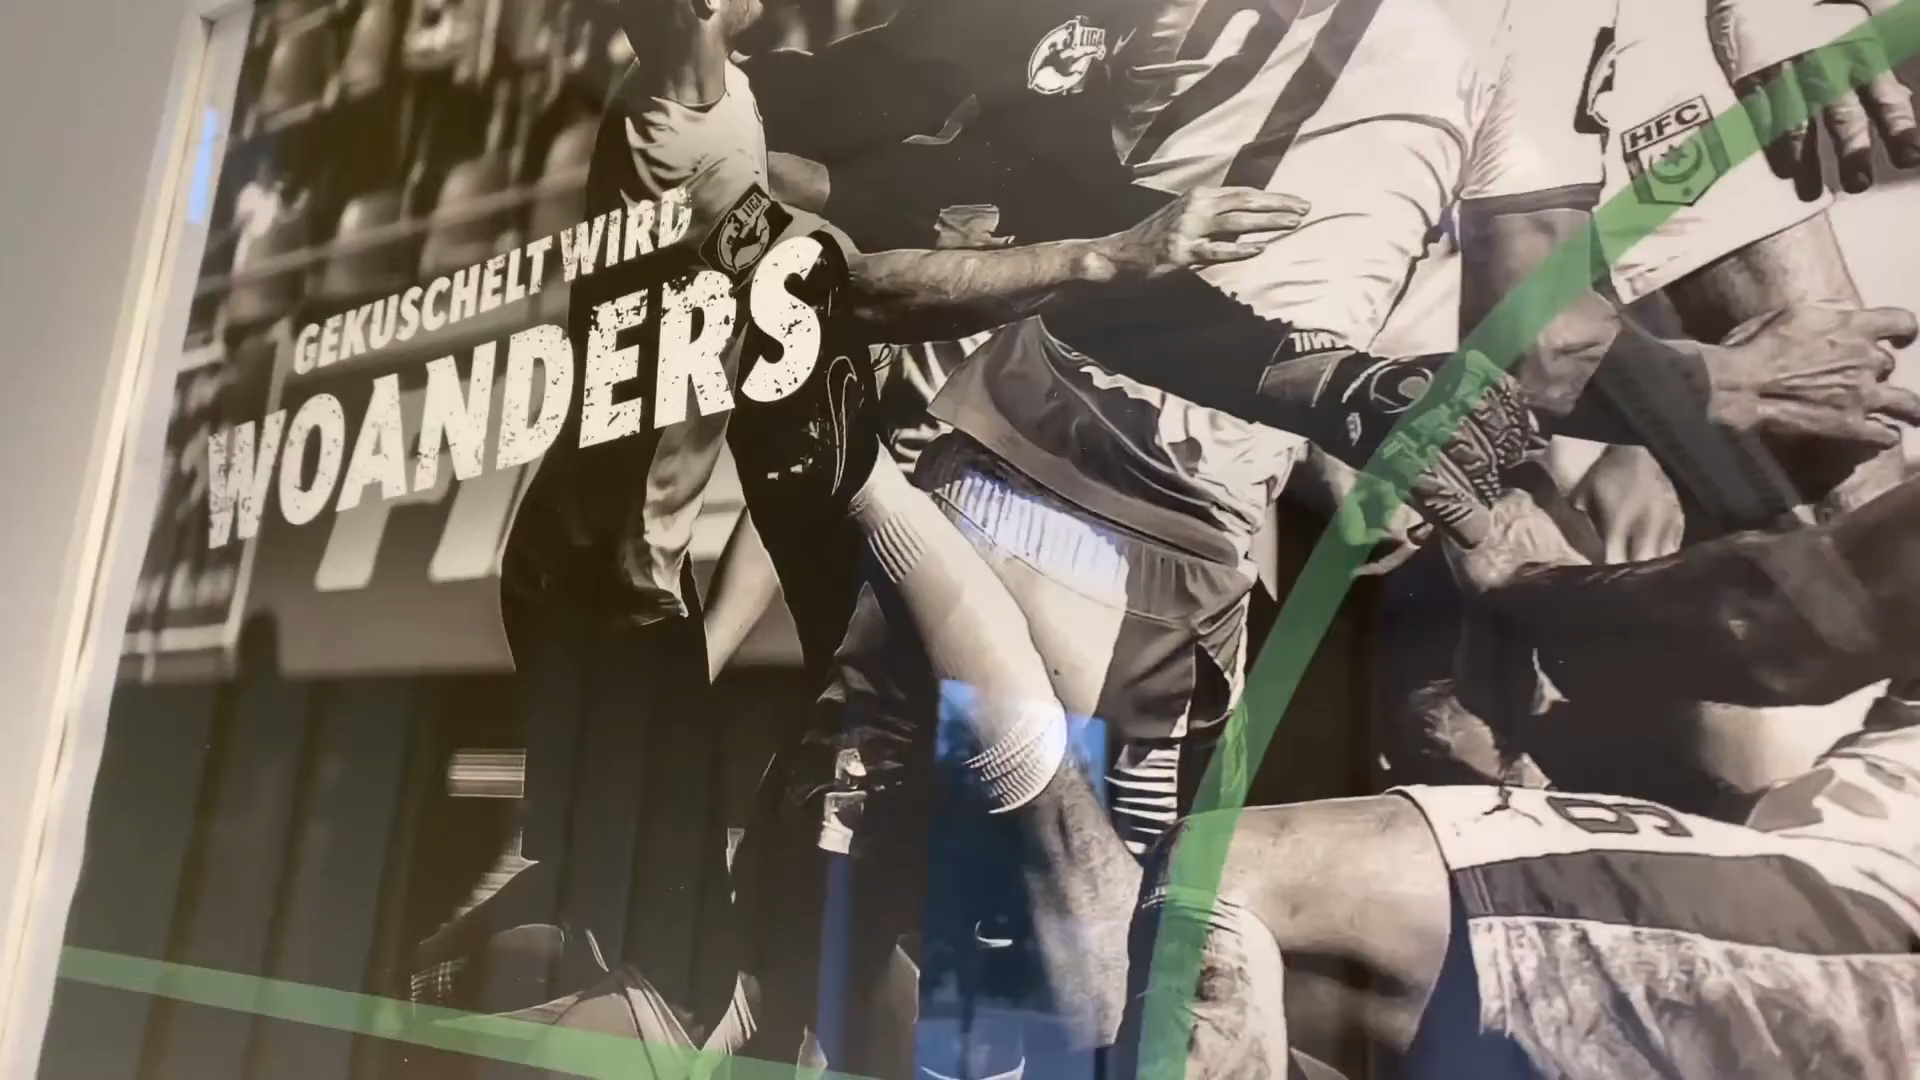 3. LIGA
HFC
GEKUSCHELT WIRD
3. LIGA
WOANDERS